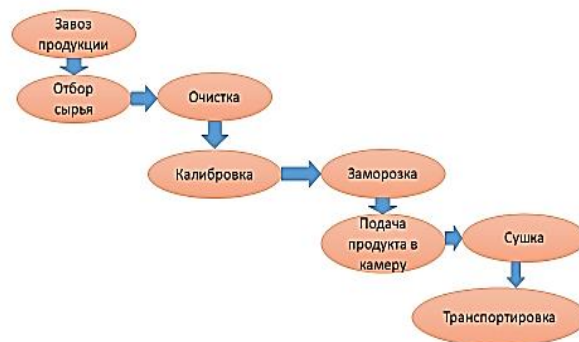 Завоз
продукции
Отбор
сырья
Очистка
Калибровка
Заморозка
Подача
продукта в
камеру
Сушка
Транспортировка